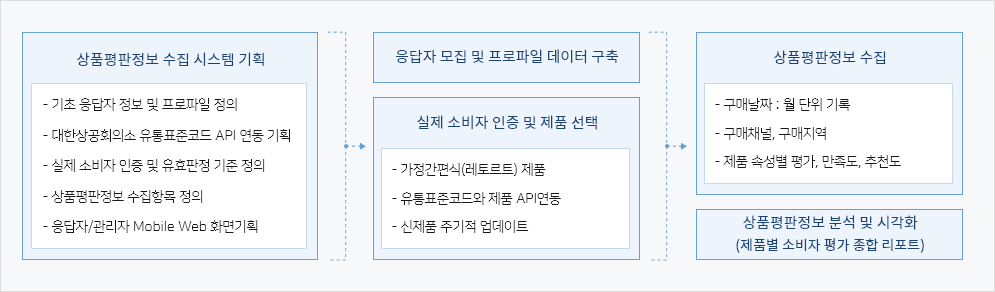 상품평판정보 수집 시스템 기획
- 기초 응답자 정보 및 프로파일 정의
- 대한상공회의소 유통표준코드 API 연동 기획
- 실제 소비자 인증 및 유효판정 기준 정의
- 상품평판정보 수집항목 정의
- 응답자/관리자 Mobile Web 화면기획
응답자 모집 및 프로파일 데이터 구축
실제 소비자 인증 및 제품 선택
- 가정간편식(레토르트) 제품
- 유통표준코드와 제품 API연동
- 신제품 주기적 업데이트
상품평판정보 수집
- 구매날짜 : 월 단위 기록
- 구매채널, 구매지역
- 제품 속성별 평가, 만족도, 추천도
상품평판정보 분석 및 시각화
(제품별 소비자 평가 종합 리포트)